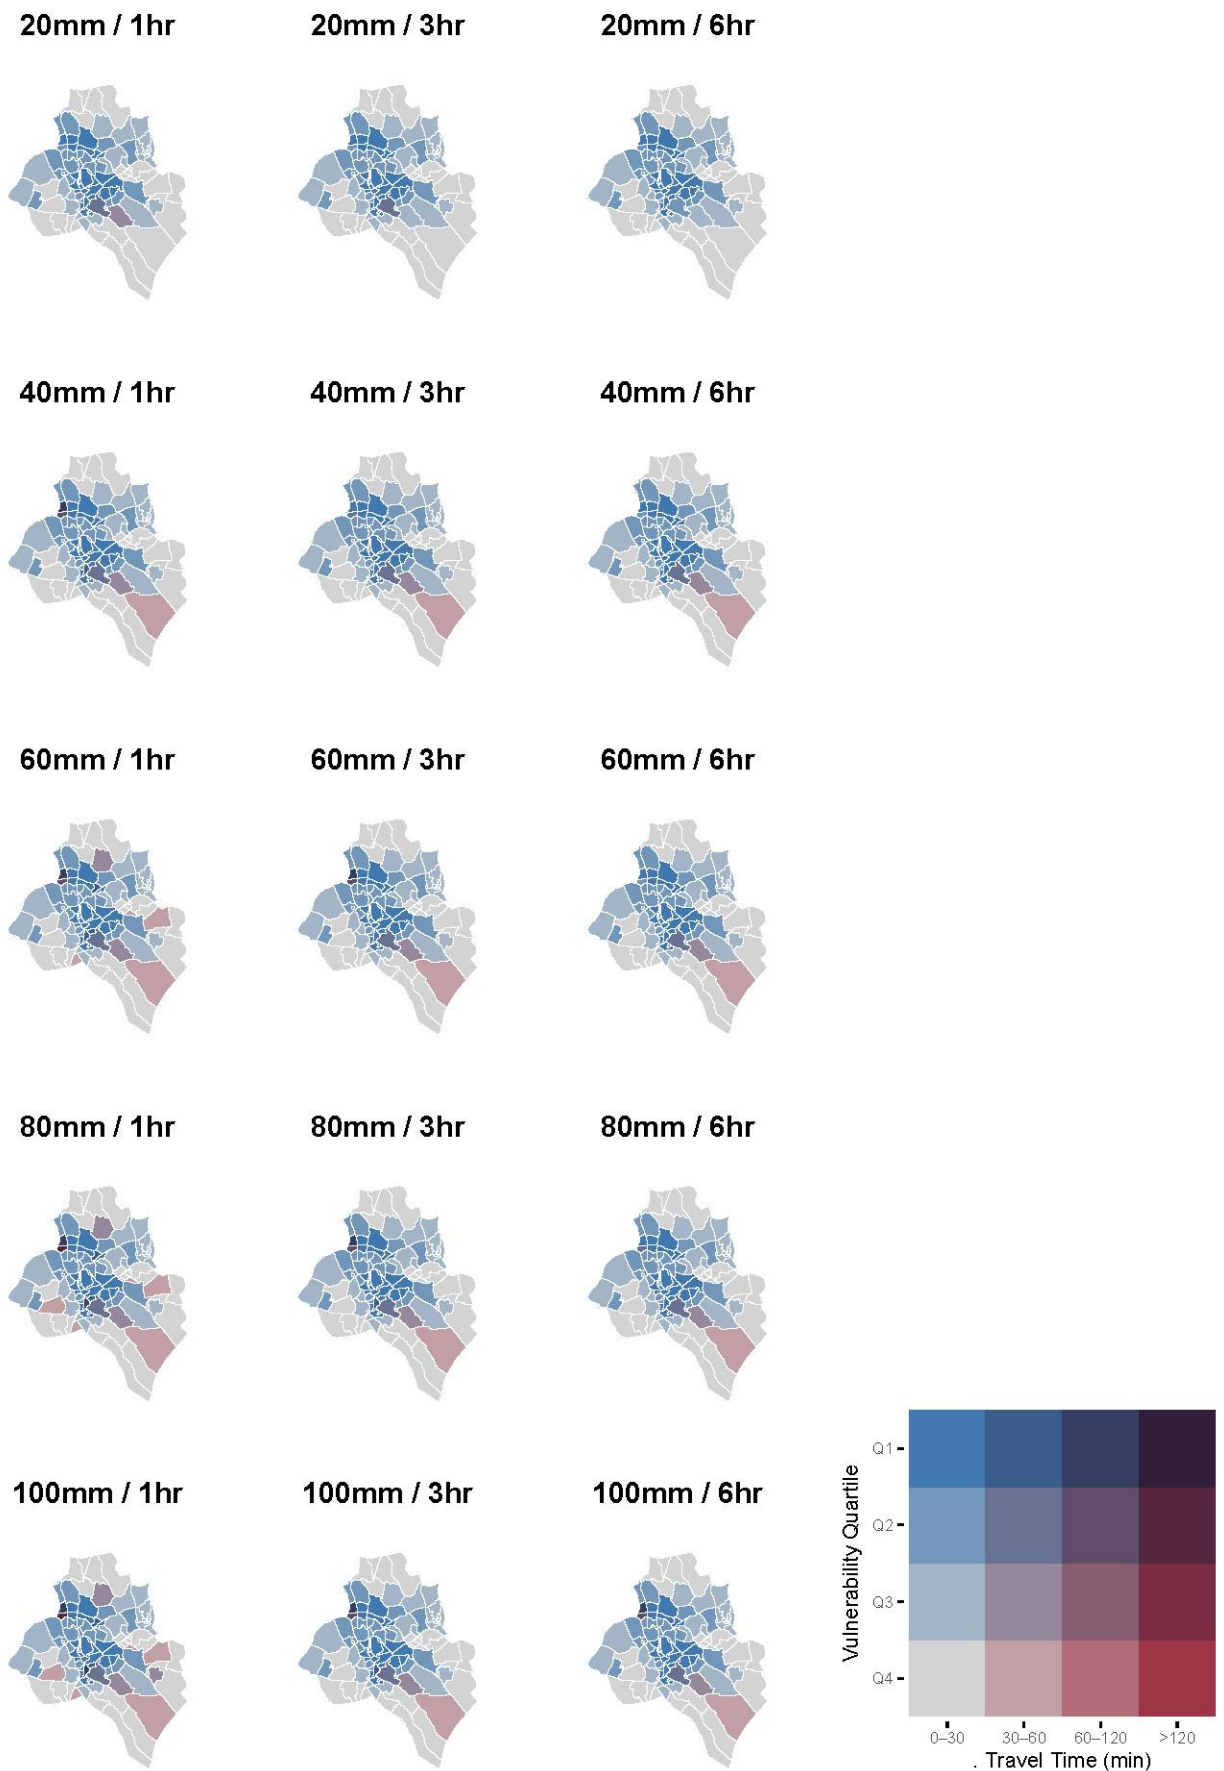 20mm / 1hr
20mm / 3hr
20mm / 6hr
40mm / 1hr
40mm / 3hr
40mm / 6hr
60mm / 1hr
60mm / 3hr
60mm / 6hr
80mm / 1hr
80mm / 3hr
80mm / 6hr
100mm / 1hr
100mm / 3hr
100mm / 6hr
Vulnerability Quartile
Q1
Q2
Q3
Q4
0–30
30–60
60–120
>120
. Travel Time (min)